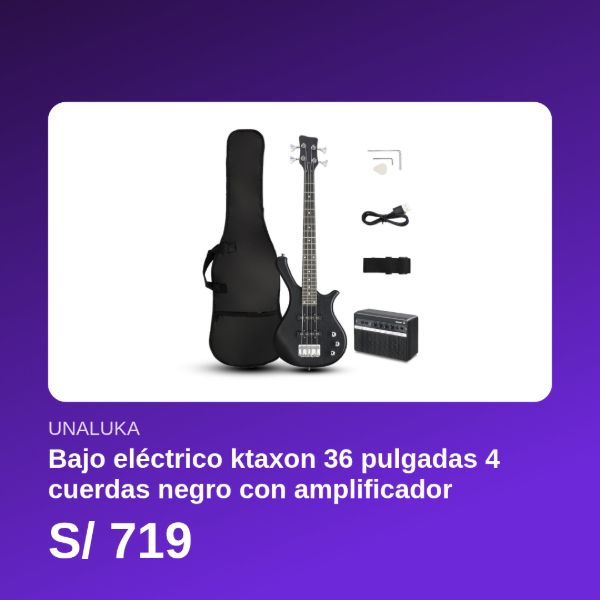 UNALUKA
Bajo eléctrico ktaxon 36 pulgadas 4
cuerdas negro con amplificador
S/ 719